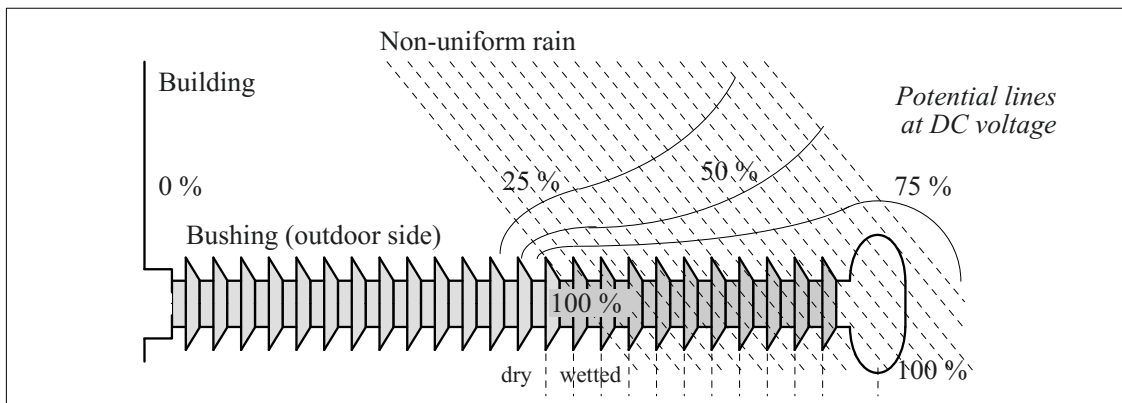 Non-uniform rain
Building
Potential lines
at DC voltage
0 %
25 %
50 %
75 %
Bushing (outdoor side)
100 %
dry
wetted
100 %